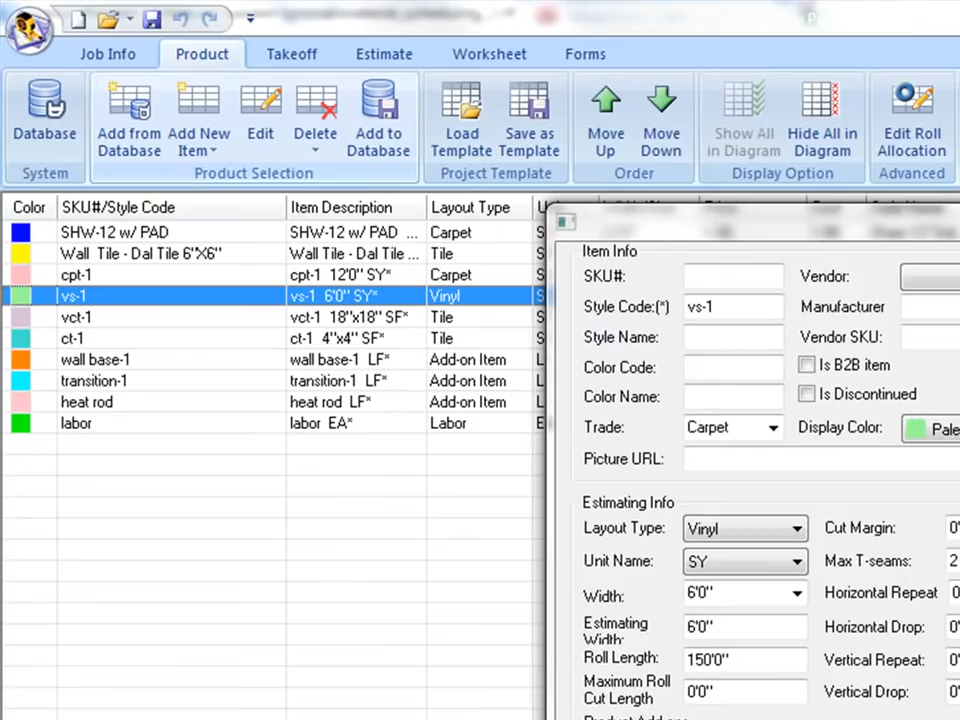 Job Info Product Takeoff Estimate Worksheet Forms
Database Add from Database Add New Item Edit Delete Add to Database Load Template Save as Template Move Up Move Down Show All in Diagram Hide All in Diagram Edit Roll Allocation
System Product Selection Project Template Order Display Option Advanced
Color SKU#/Style Code Item Description Layout Type
SHW-12 w/ PAD SHW-12 w/ PAD ... Carpet
Wall Tile - Dal Tile 6"X6" Wall Tile - Dal Tile ... Tile
cpt-1 cpt-1 12'0" SY* Carpet
vs-1 vs-1 6'0" SY* Vinyl
vct-1 vct-1 18"x18" SF* Tile
ct-1 ct-1 4"x4" SF* Tile
wall base-1 wall base-1 LF* Add-on Item
transition-1 transition-1 LF* Add-on Item
heat rod heat rod LF* Add-on Item
labor labor EA* Labor
Item Info
SKU#: Vendor:
Style Code:(*) vs-1 Manufacturer
Style Name: Vendor SKU:
Color Code: Is B2B item
Color Name: Is Discontinued
Trade: Carpet Display Color: Pale
Picture URL:
Estimating Info
Layout Type: Vinyl Cut Margin: 0'
Unit Name: SY Max T-seams: 2
Width: 6'0" Horizontal Repeat 0
Estimating Width: 6'0" Horizontal Drop: 0'
Roll Length: 150'0" Vertical Repeat: 0'
Maximum Roll Cut Length 0'0" Vertical Drop: 0'